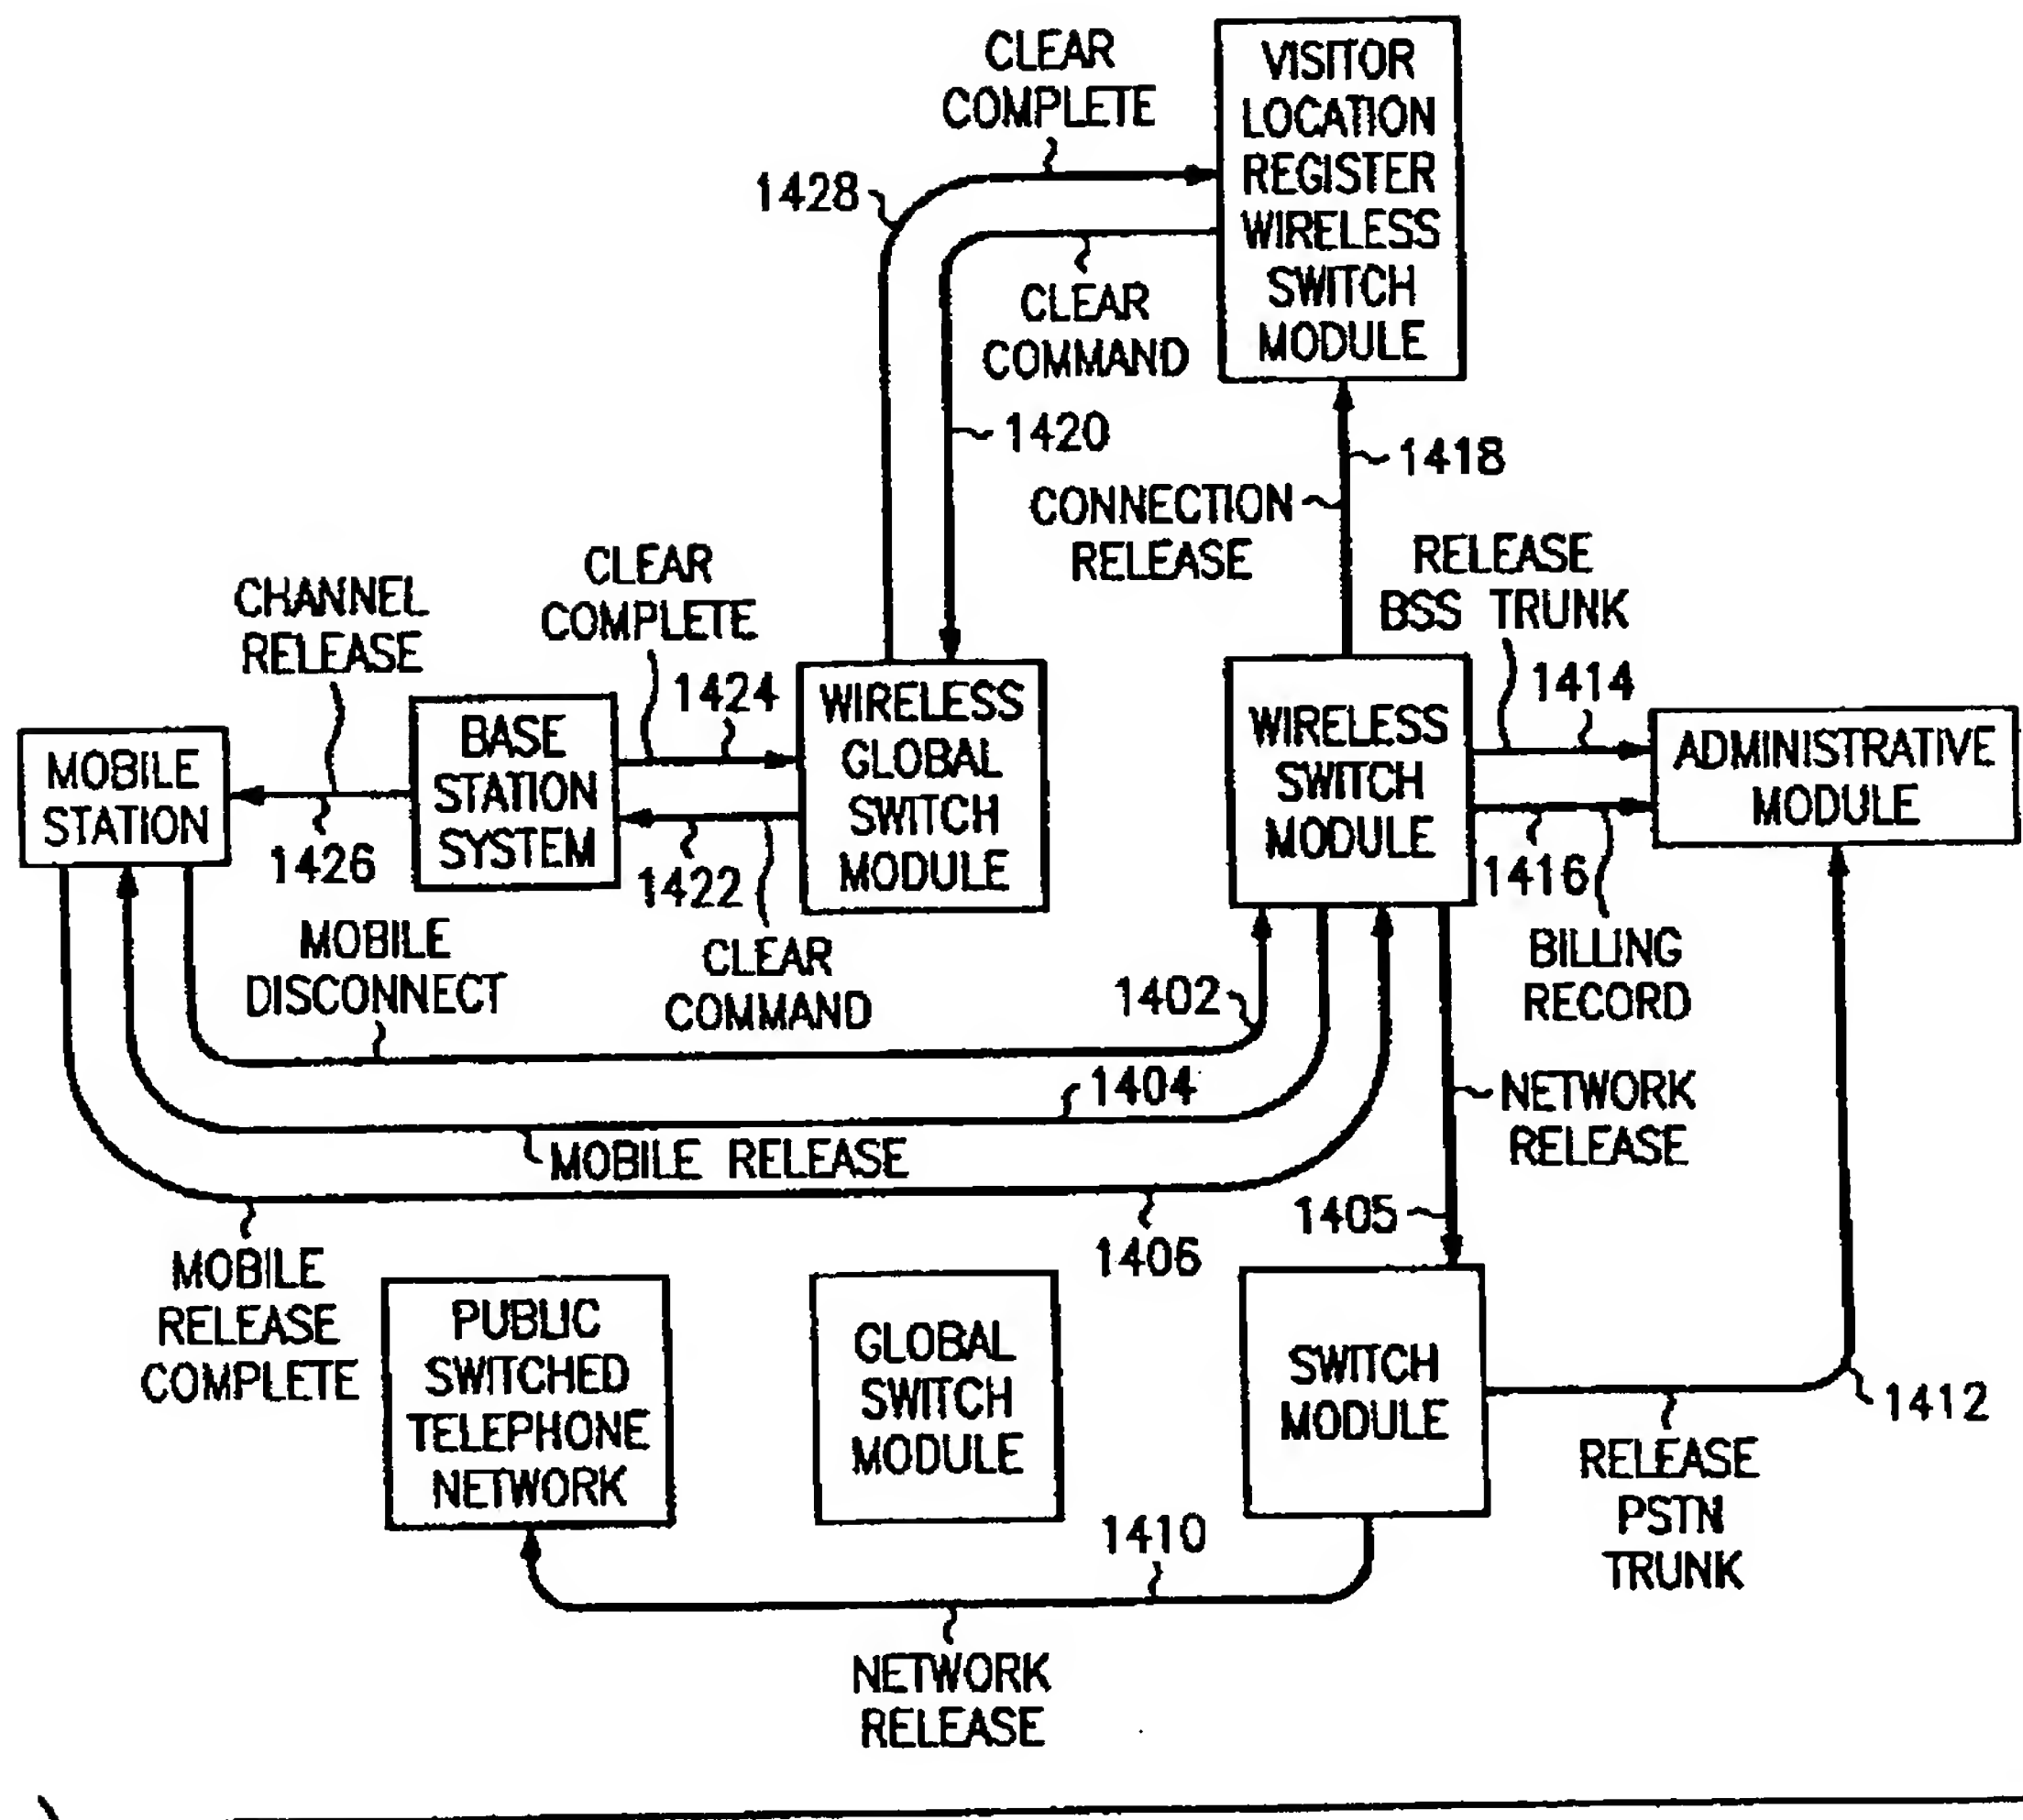 CLEAR
COMPLETE
VISITOR
LOCATION
REGISTER
WIRELESS
SWITCH
MODULE
1428
CLEAR
COMMAND
1420
1418
CONNECTION
RELEASE
RELEASE
BSS TRUNK
1414
CHANNEL
RELEASE
CLEAR
COMPLETE
1424
MOBILE
STATION
BASE
STATION
SYSTEM
WIRELESS
GLOBAL
SWITCH
MODULE
WIRELESS
SWITCH
MODULE
ADMINISTRATIVE
MODULE
1426
1422
1416
MOBILE
DISCONNECT
CLEAR
COMMAND
1402
BILLING
RECORD
1404
NETWORK
RELEASE
MOBILE RELEASE
1405
1406
MOBILE
RELEASE
COMPLETE
PUBLIC
SWITCHED
TELEPHONE
NETWORK
GLOBAL
SWITCH
MODULE
SWITCH
MODULE
1412
RELEASE
PSTN
TRUNK
1410
NETWORK
RELEASE